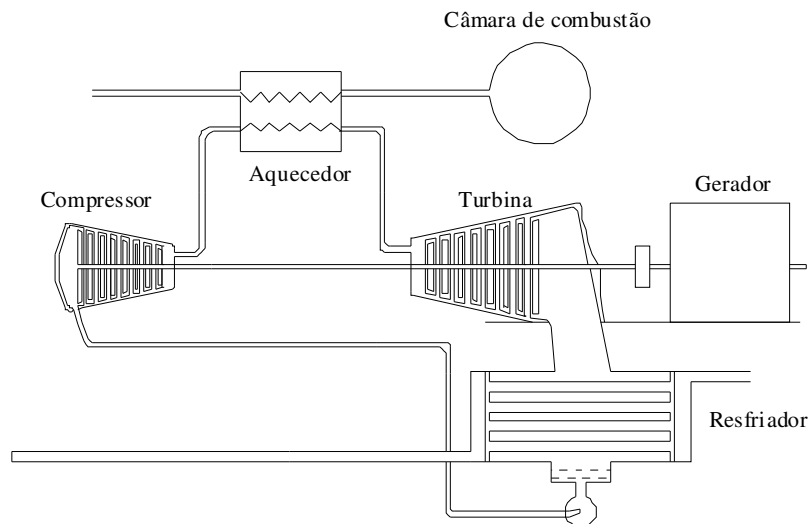 Câmara de combustão
Aquecedor
Compressor
Turbina
Gerador
Resfriador